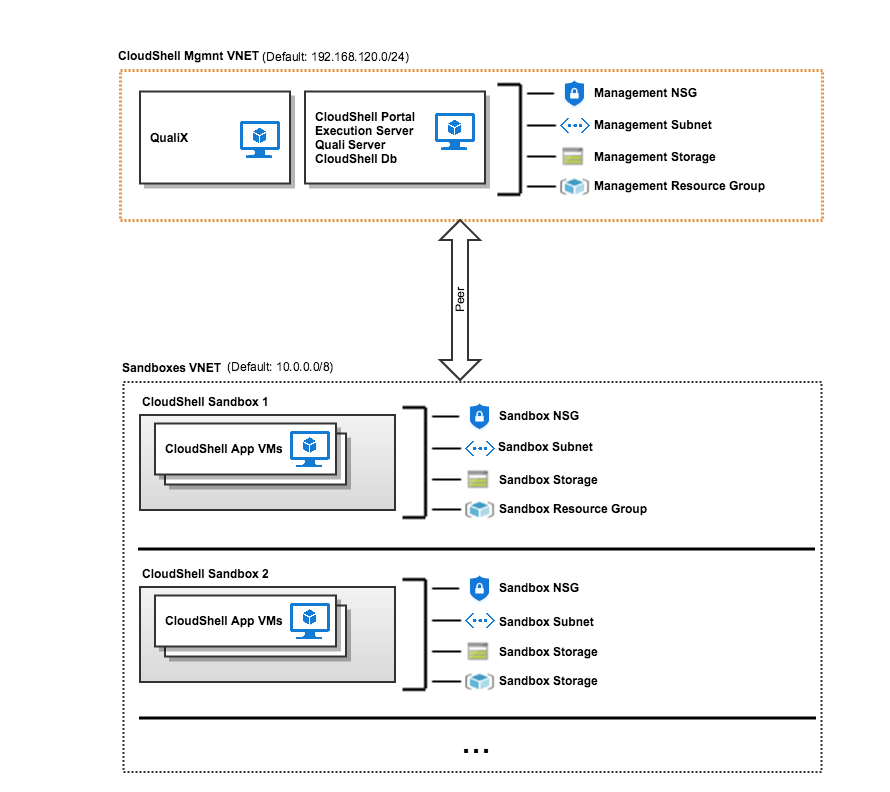 CloudShell Mgmnt VNET (Default: 192.168.120.0/24)
QualiX
CloudShell Portal
Execution Server
Quali Server
CloudShell Db
Management NSG
Management Subnet
Management Storage
Management Resource Group
Peer
Sandboxes VNET (Default: 10.0.0.0/8)
CloudShell Sandbox 1
CloudShell App VMs
Sandbox NSG
Sandbox Subnet
Sandbox Storage
Sandbox Resource Group
CloudShell Sandbox 2
CloudShell App VMs
Sandbox NSG
Sandbox Subnet
Sandbox Storage
Sandbox Storage
...